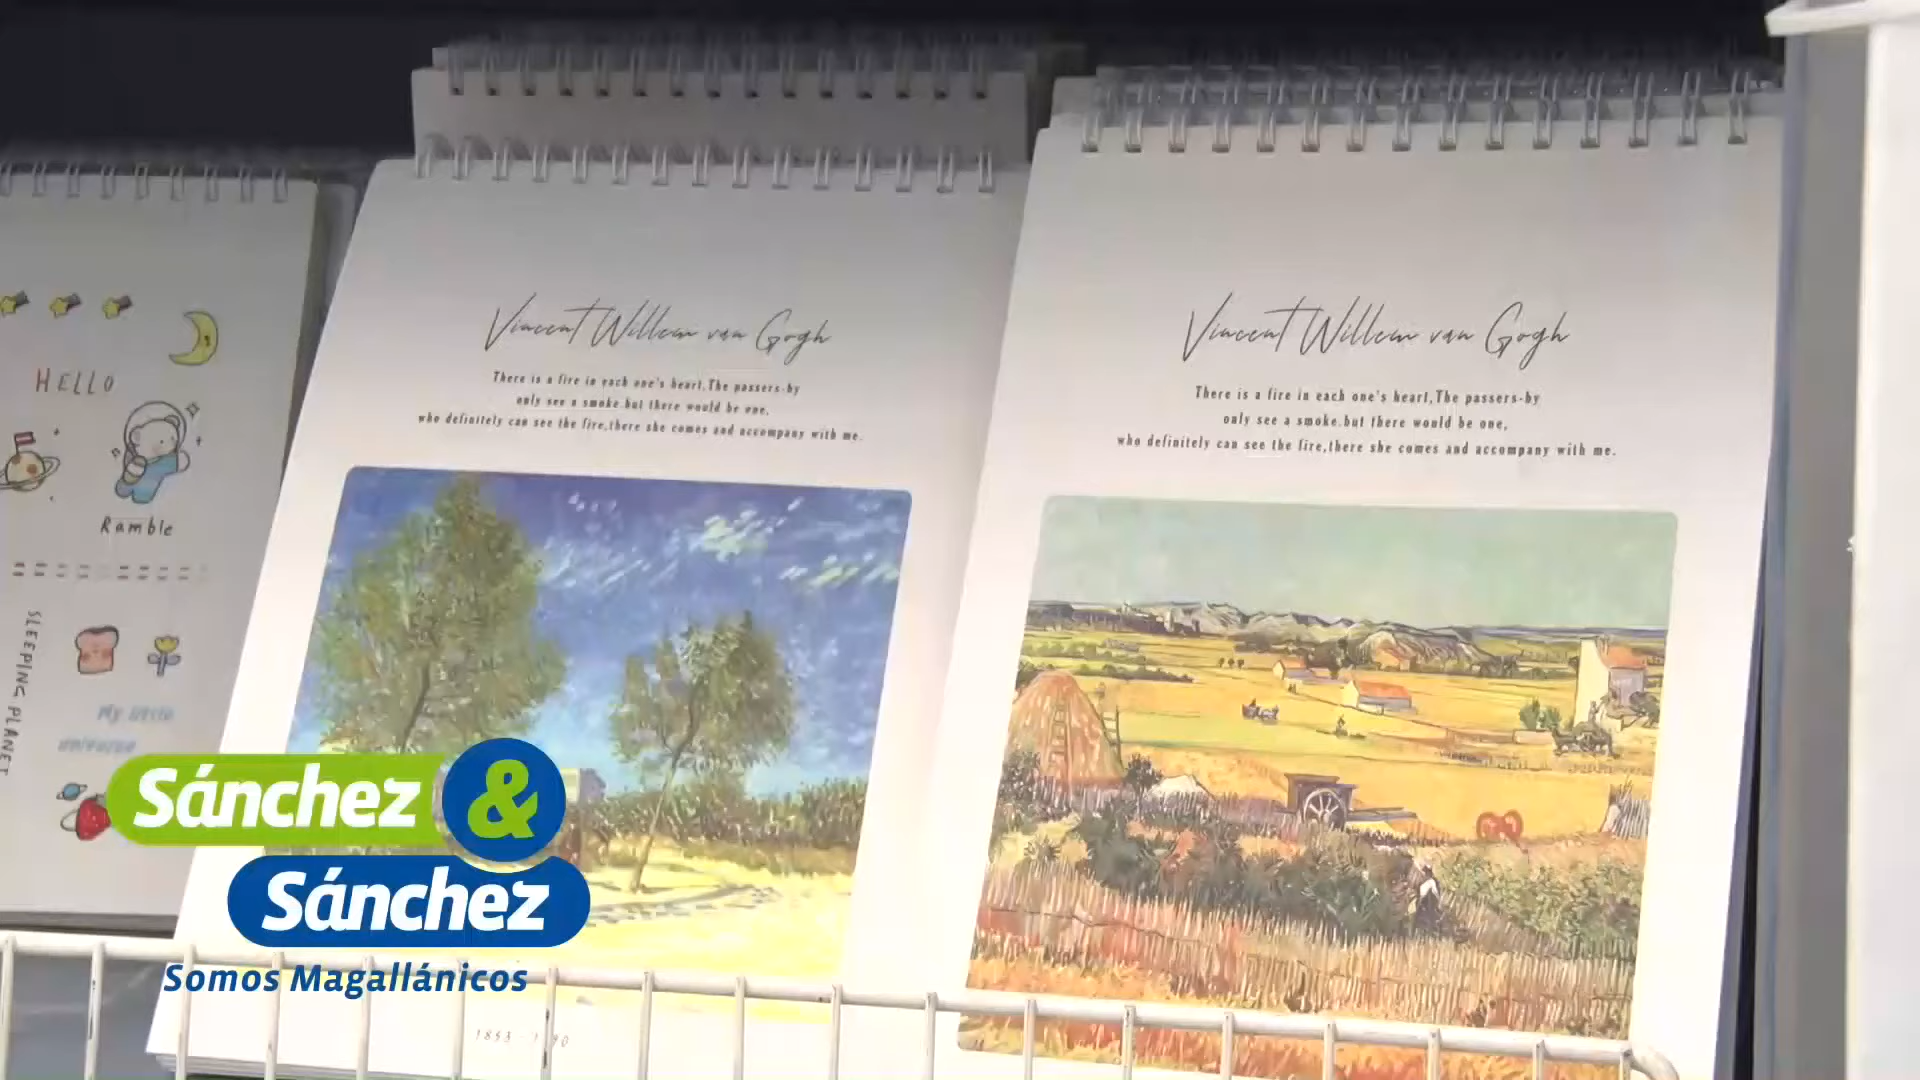 HELLO
Ramble
SLEEPING PLANET
My little
universe
Vincent Willem van Gogh
There is a fire in each one's heart,The passers-by
only see a smoke.but there would be one,
who definitely can see the fire,there she comes and accompany with me.
Vincent Willem van Gogh
There is a fire in each one's heart,The passers-by
only see a smoke.but there would be one,
who definitely can see the fire,there she comes and accompany with me.
Sánchez &
Sánchez
Somos Magallánicos